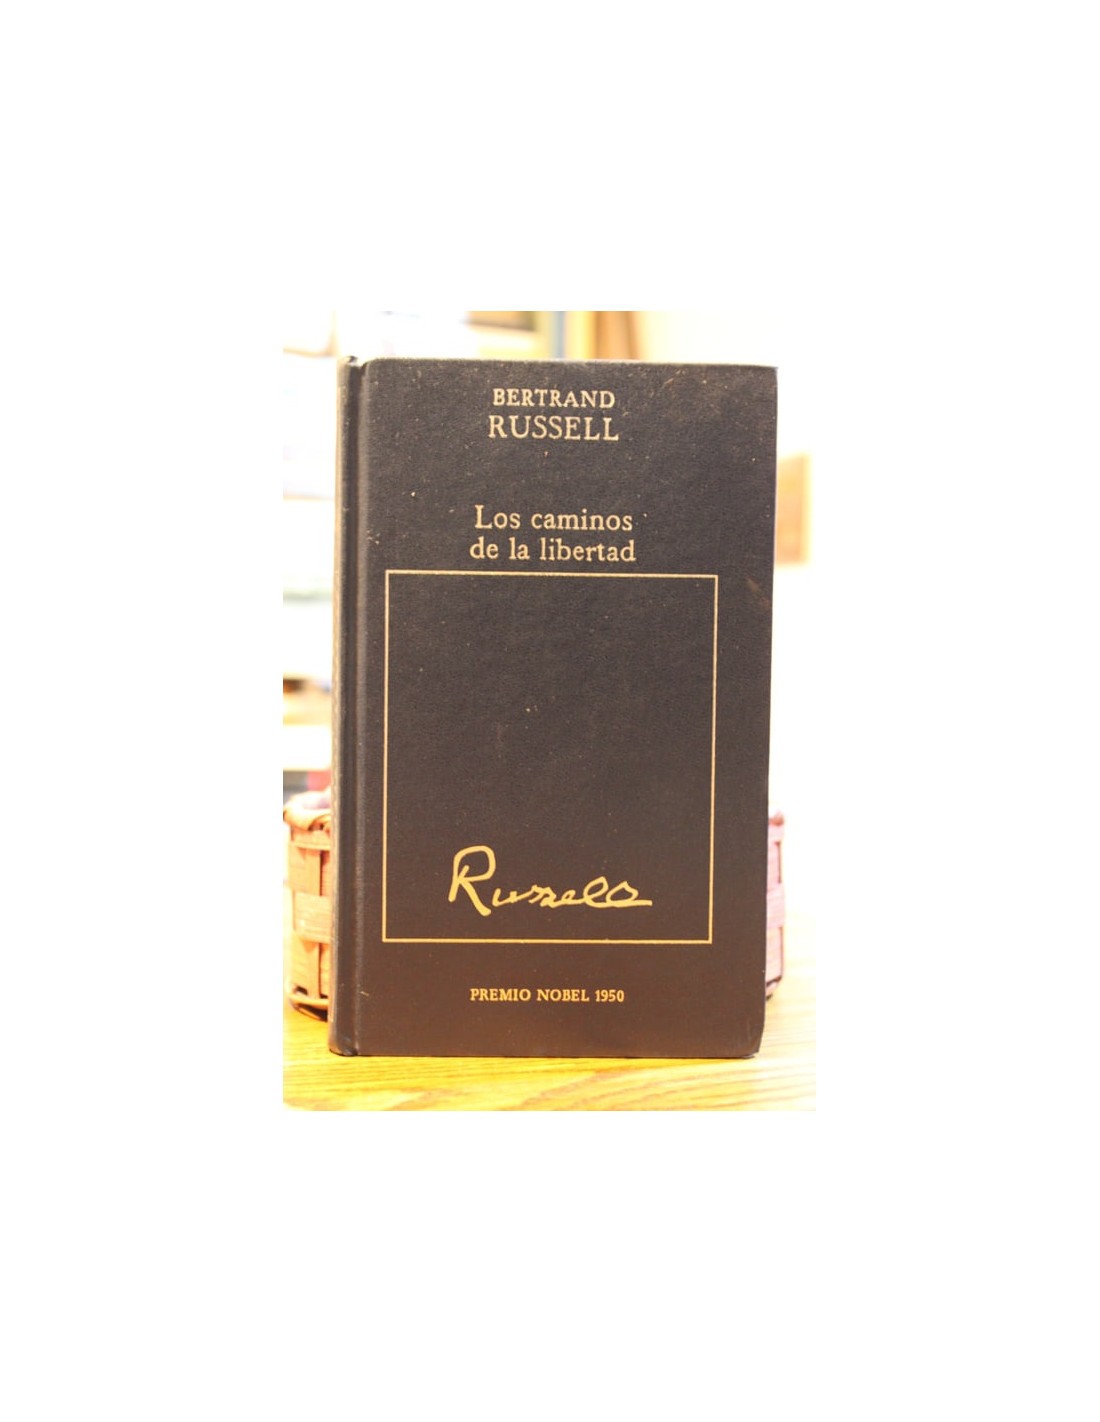 BERTRAND
RUSSELL
Los caminos
de la libertad
Russell
PREMIO NOBEL 1950